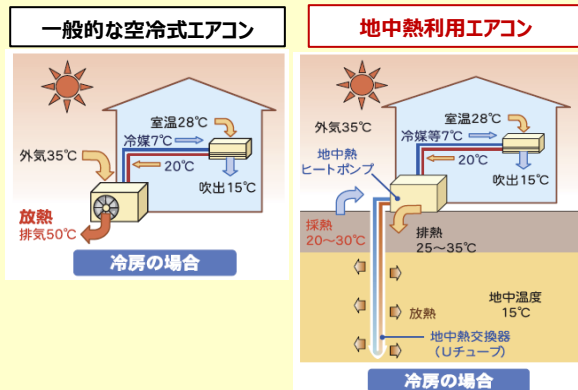 一般的な空冷式エアコン
室温28℃
冷媒7℃
外気35℃
20℃
吹出15℃
放熱
排気50℃
冷房の場合
地中熱利用エアコン
室温28℃
外気35℃
冷媒等7℃
地中熱
ヒートポンプ
20℃
吹出15℃
採熱
20～30℃
排熱
25～35℃
地中温度
15℃
放熱
地中熱交換器
（Uチューブ）
冷房の場合